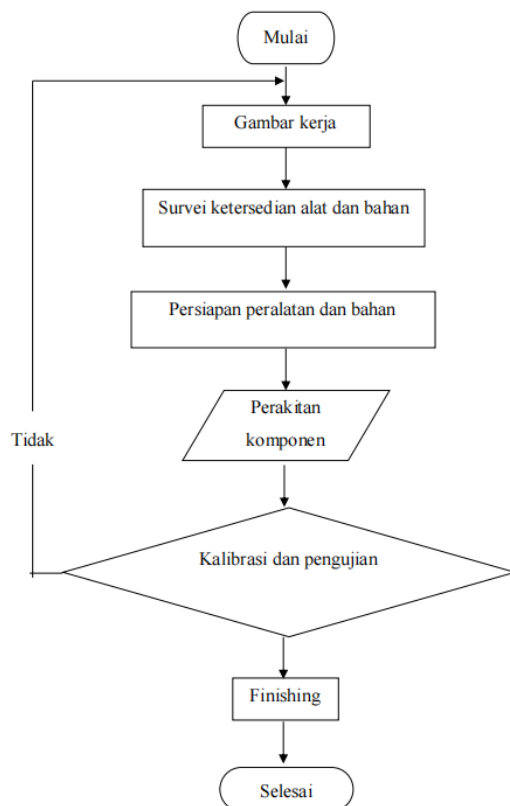 Mulai
Gambar kerja
Survei ketersedian alat dan bahan
Persiapan peralatan dan bahan
Perakitan
komponen
Tidak
Kalibrasi dan pengujian
Finishing
Selesai